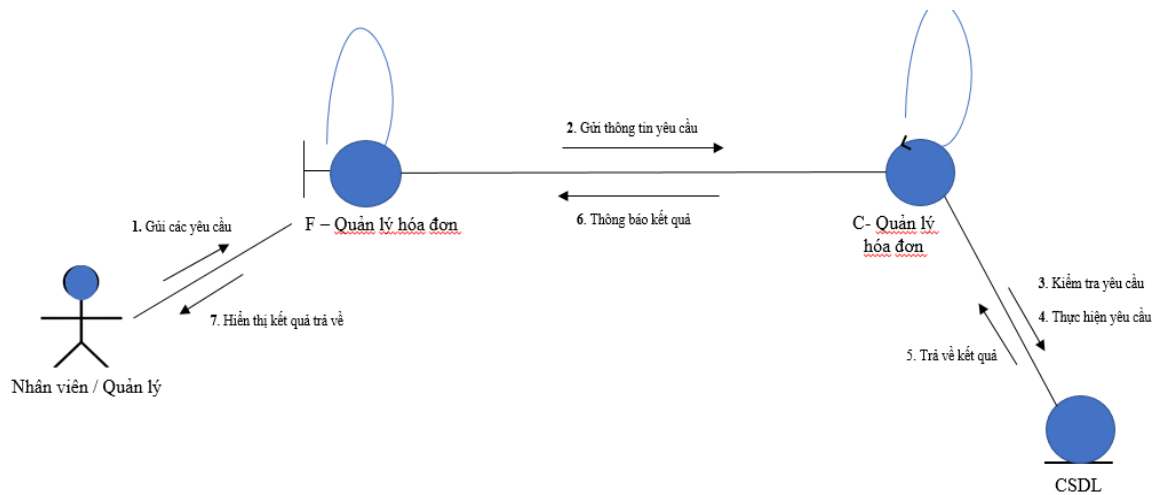 2. Gửi thông tin yêu cầu
6. Thông báo kết quả
F – Quản lý hóa đơn
C- Quản lý
hóa đơn
1. Gửi các yêu cầu
7. Hiển thị kết quả trả về
Nhân viên / Quản lý
3. Kiểm tra yêu cầu
4. Thực hiện yêu cầu
5. Trả về kết quả
CSDL